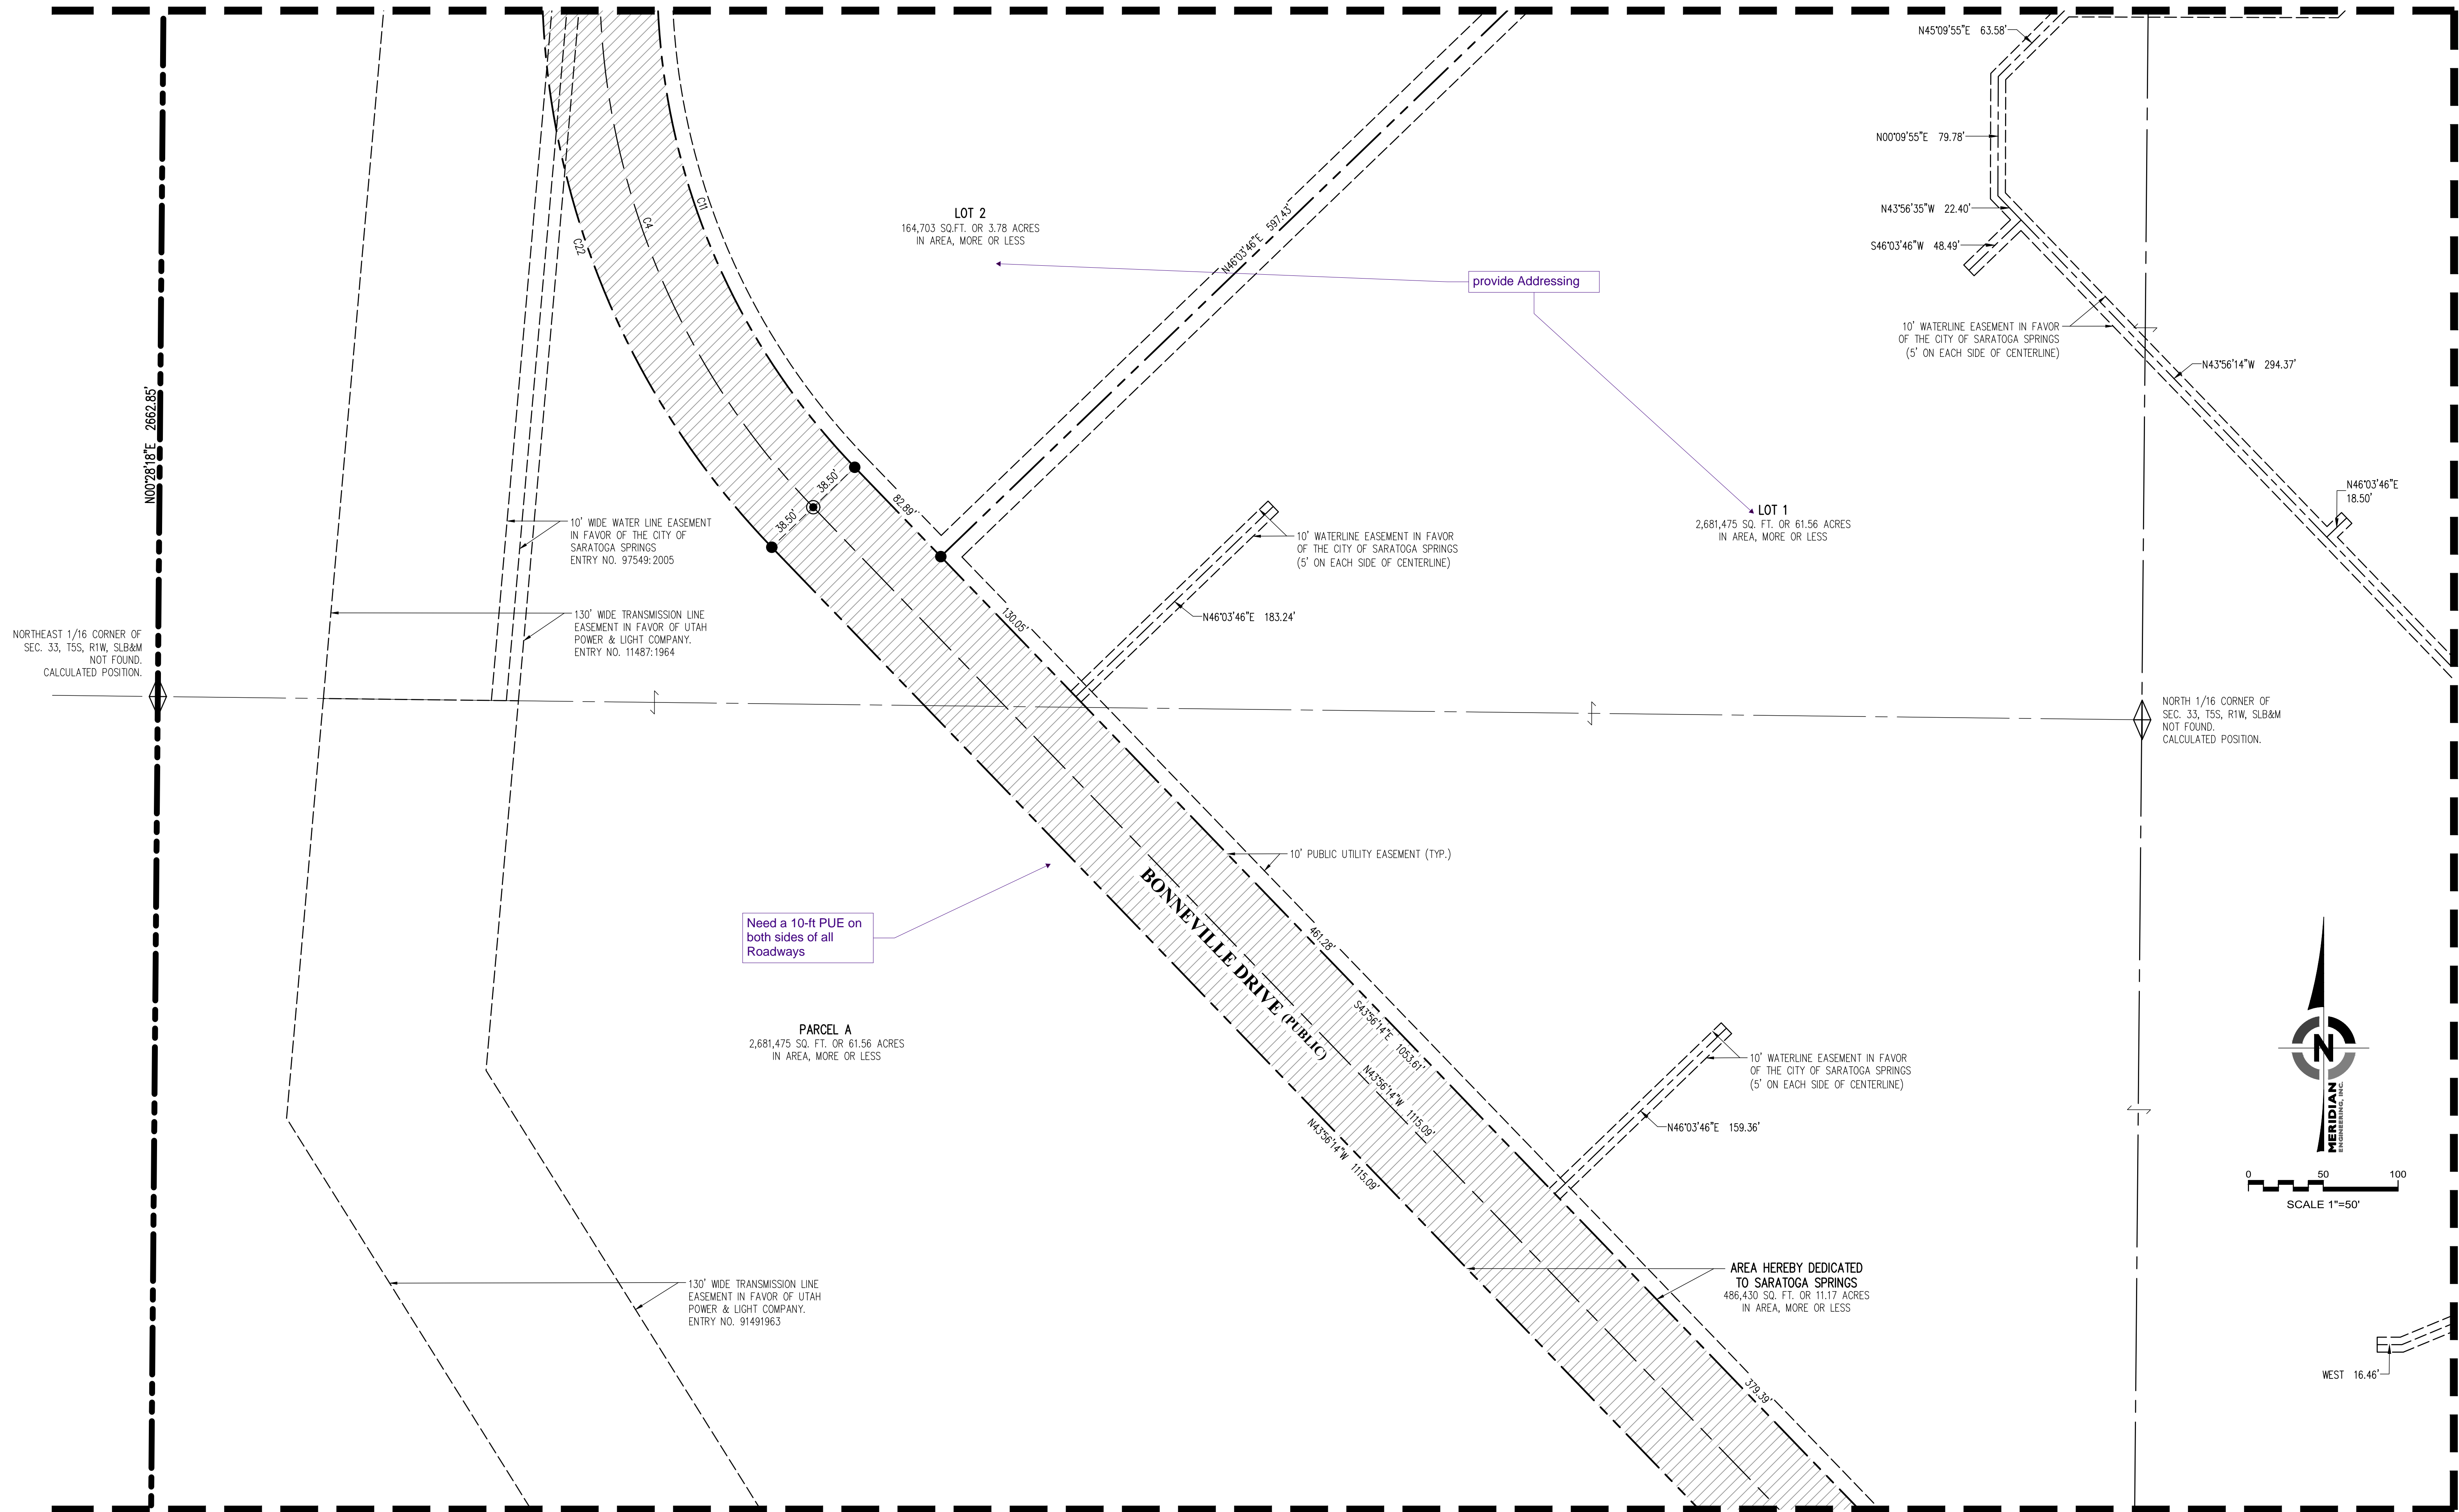 N45°09'55"E 63.58'
N00°09'55"E 79.78'
N43°56'35"W 22.40'
S46°03'46"W 48.49'
LOT 2
164,703 SQ.FT. OR 3.78 ACRES
IN AREA, MORE OR LESS
C11
C4
C22
N46°03'46"E 597.43'
provide Addressing
10' WATERLINE EASEMENT IN FAVOR
OF THE CITY OF SARATOGA SPRINGS
(5' ON EACH SIDE OF CENTERLINE)
N43°56'14"W 294.37'
N00°28'18"E 2662.85'
38.50'
38.50'
82.89'
N46°03'46"E
18.50'
LOT 1
2,681,475 SQ. FT. OR 61.56 ACRES
IN AREA, MORE OR LESS
10' WIDE WATER LINE EASEMENT
IN FAVOR OF THE CITY OF
SARATOGA SPRINGS
ENTRY NO. 97549:2005
10' WATERLINE EASEMENT IN FAVOR
OF THE CITY OF SARATOGA SPRINGS
(5' ON EACH SIDE OF CENTERLINE)
N46°03'46"E 183.24'
130.05'
130' WIDE TRANSMISSION LINE
EASEMENT IN FAVOR OF UTAH
POWER & LIGHT COMPANY.
ENTRY NO. 11487:1964
NORTHEAST 1/16 CORNER OF
SEC. 33, T5S, R1W, SLB&M
NOT FOUND.
CALCULATED POSITION.
NORTH 1/16 CORNER OF
SEC. 33, T5S, R1W, SLB&M
NOT FOUND.
CALCULATED POSITION.
10' PUBLIC UTILITY EASEMENT (TYP.)
BONNEVILLE DRIVE (PUBLIC)
Need a 10-ft PUE on
both sides of all
Roadways
461.28'
S43°56'14"E 1053.61'
N43°56'14"W 1115.09'
N43°56'14"W 1115.09'
PARCEL A
2,681,475 SQ. FT. OR 61.56 ACRES
IN AREA, MORE OR LESS
10' WATERLINE EASEMENT IN FAVOR
OF THE CITY OF SARATOGA SPRINGS
(5' ON EACH SIDE OF CENTERLINE)
N46°03'46"E 159.36'
N
MERIDIAN
ENGINEERING, INC.
0 50 100
SCALE 1"=50'
AREA HEREBY DEDICATED
TO SARATOGA SPRINGS
486,430 SQ. FT. OR 11.17 ACRES
IN AREA, MORE OR LESS
130' WIDE TRANSMISSION LINE
EASEMENT IN FAVOR OF UTAH
POWER & LIGHT COMPANY.
ENTRY NO. 91491963
379.39'
WEST 16.46'